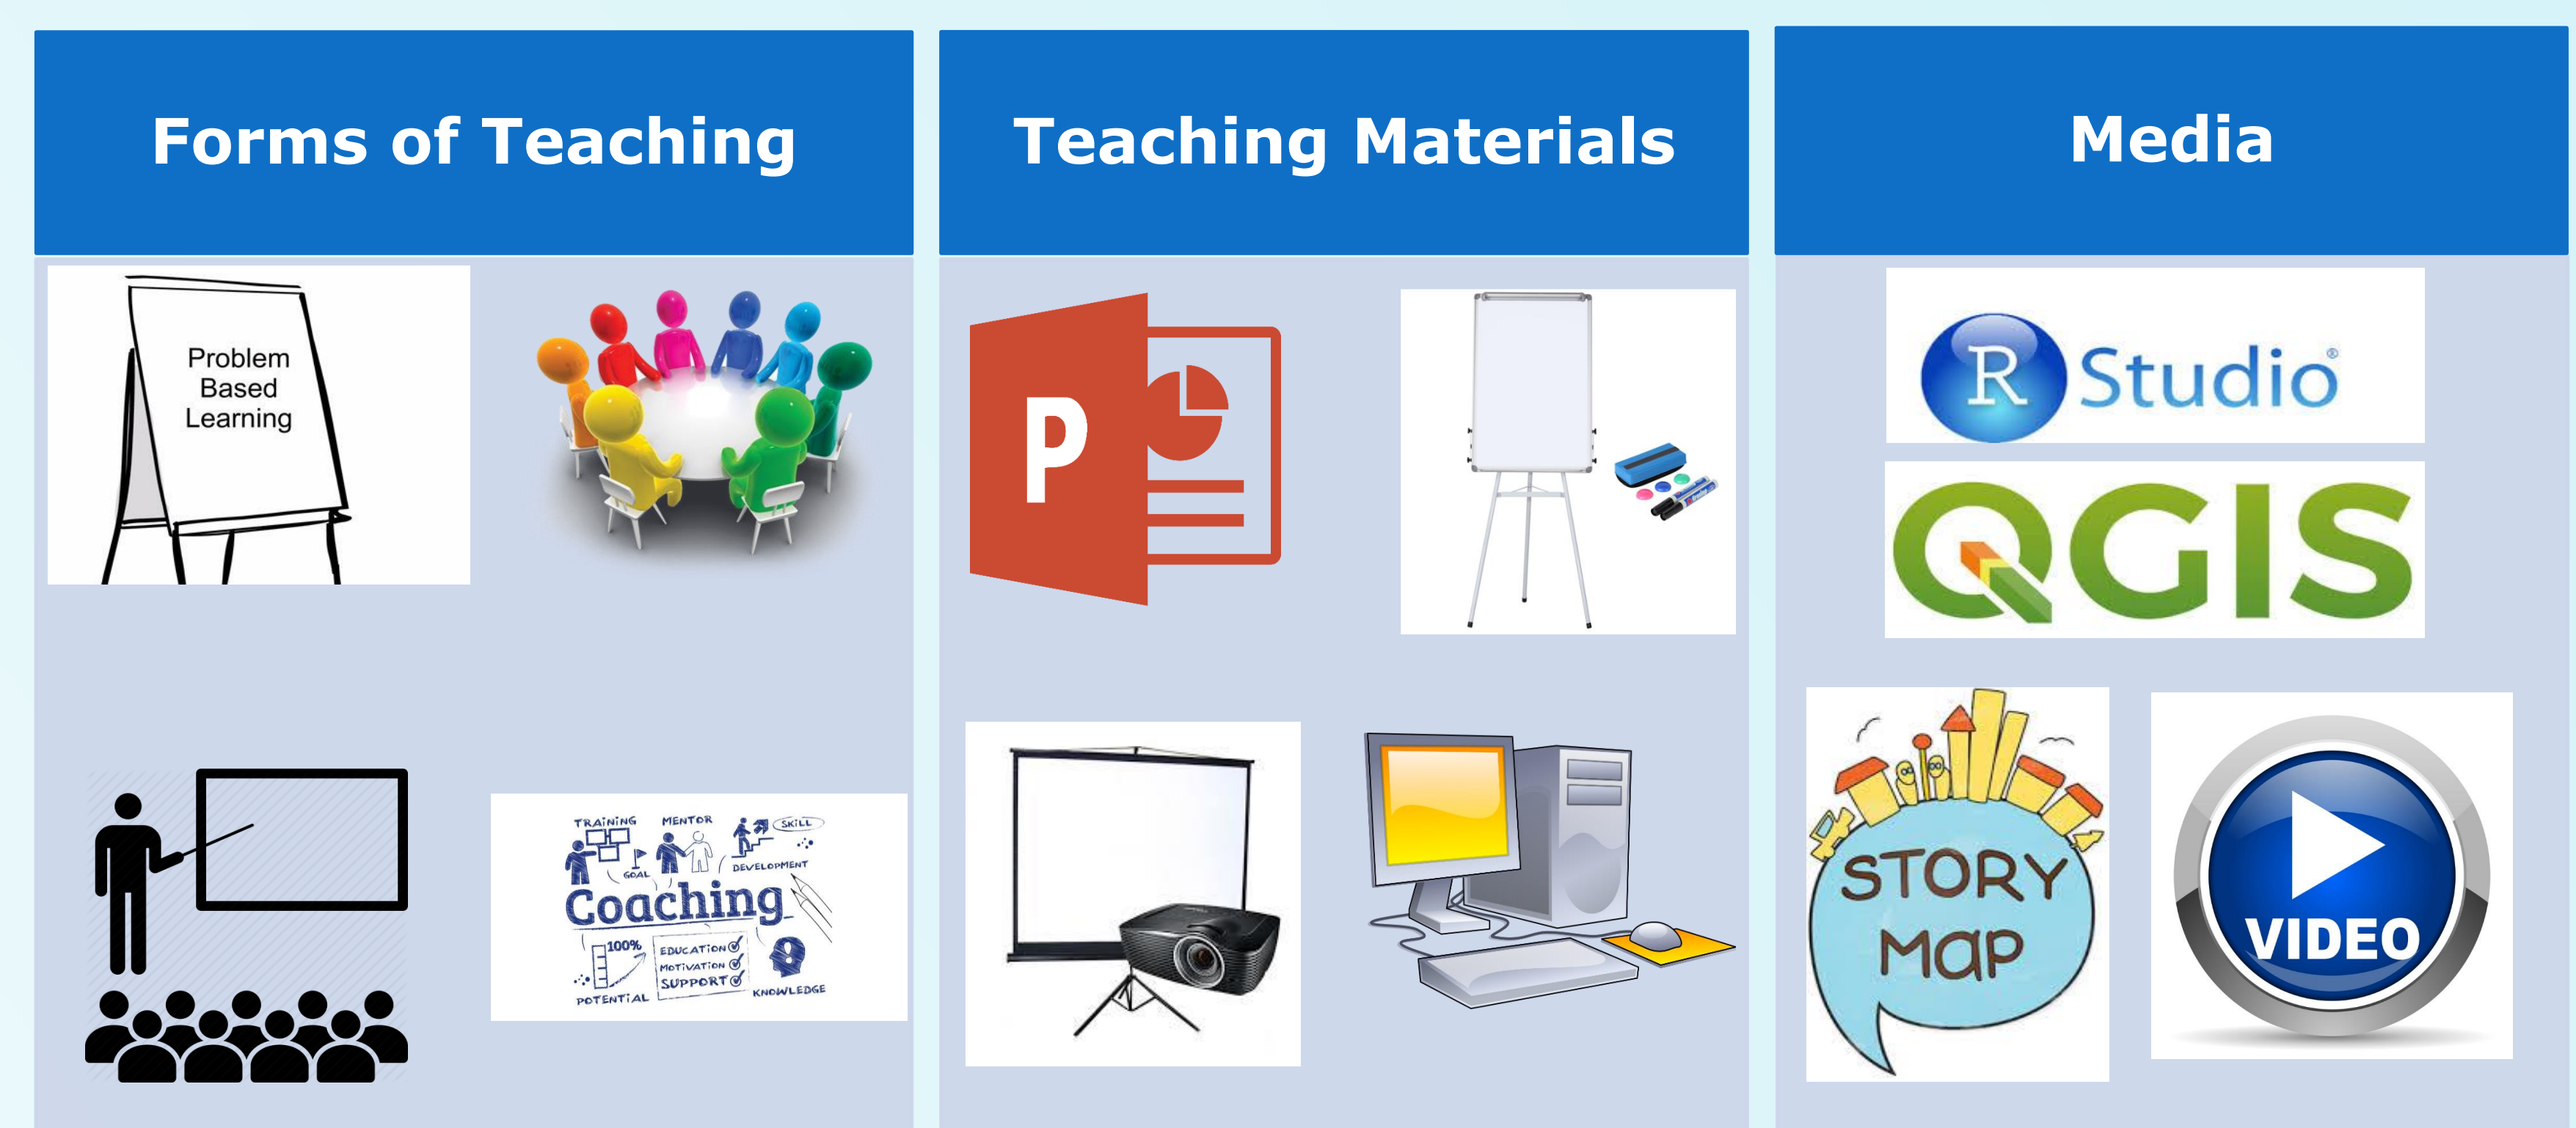 Forms of Teaching
Problem
Based
Learning
TRAiNiNG
MENTOR
SKiLL
GOAL
DEVELOPMENT
Coaching
100%
EDUCATiON
MOTiVATiON
SUPPORT
POTENTiAL
KNOWLEDGE
Teaching Materials
P
Media
R Studio®
QGIS
STORY
MaP
VIDEO